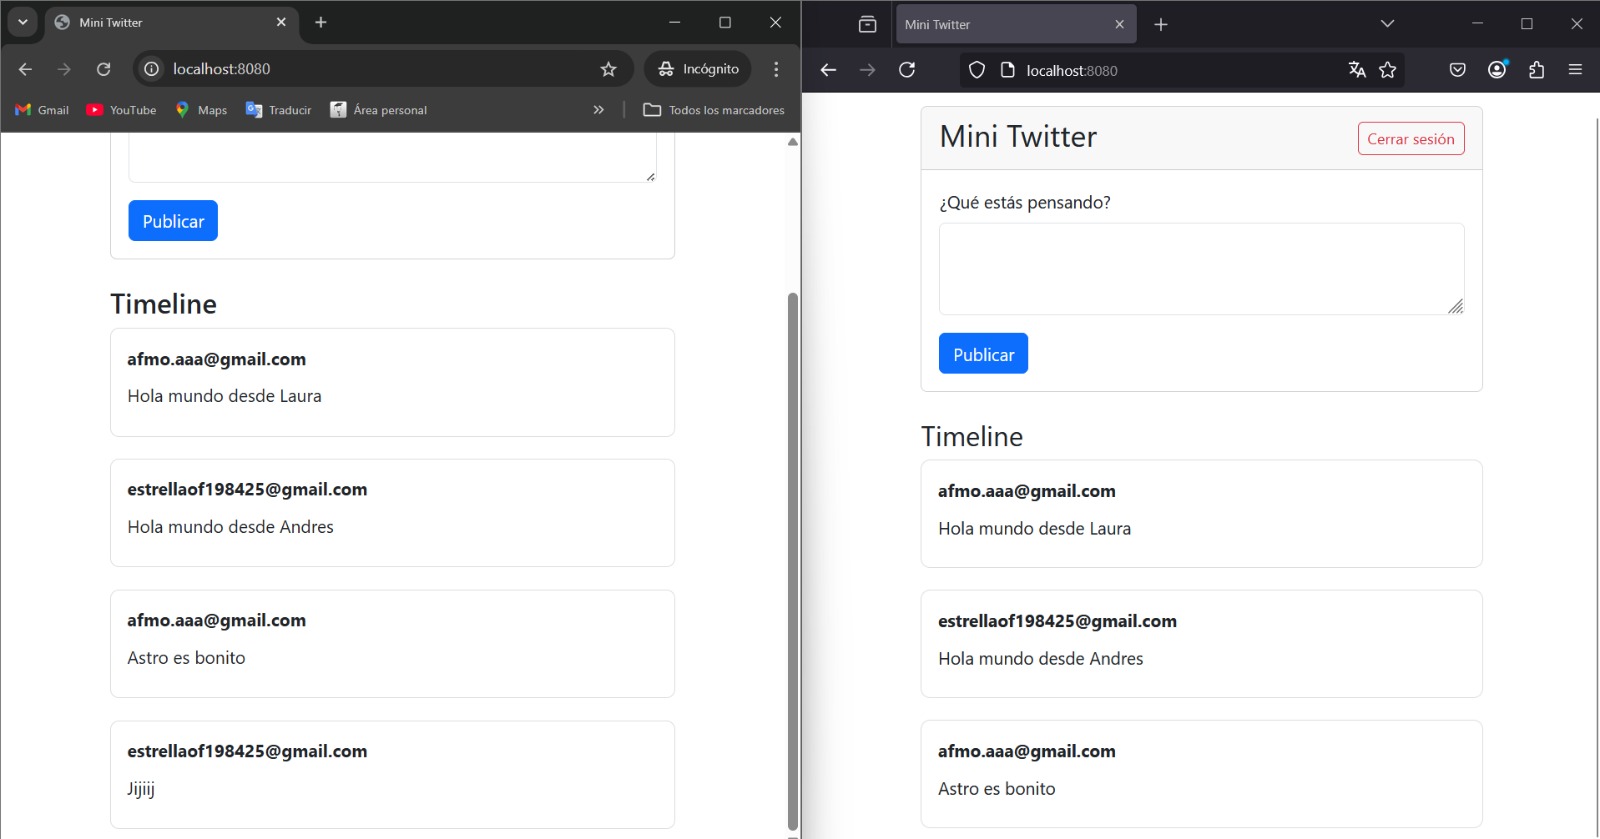 Mini Twitter
localhost:8080
Incógnito
Gmail
YouTube
Maps
Traducir
Área personal
Todos los marcadores
Publicar
Timeline
afmo.aaa@gmail.com
Hola mundo desde Laura
estrellaof198425@gmail.com
Hola mundo desde Andres
afmo.aaa@gmail.com
Astro es bonito
estrellaof198425@gmail.com
Jijiiij
Mini Twitter
localhost:8080
Mini Twitter
Cerrar sesión
¿Qué estás pensando?
Publicar
Timeline
afmo.aaa@gmail.com
Hola mundo desde Laura
estrellaof198425@gmail.com
Hola mundo desde Andres
afmo.aaa@gmail.com
Astro es bonito